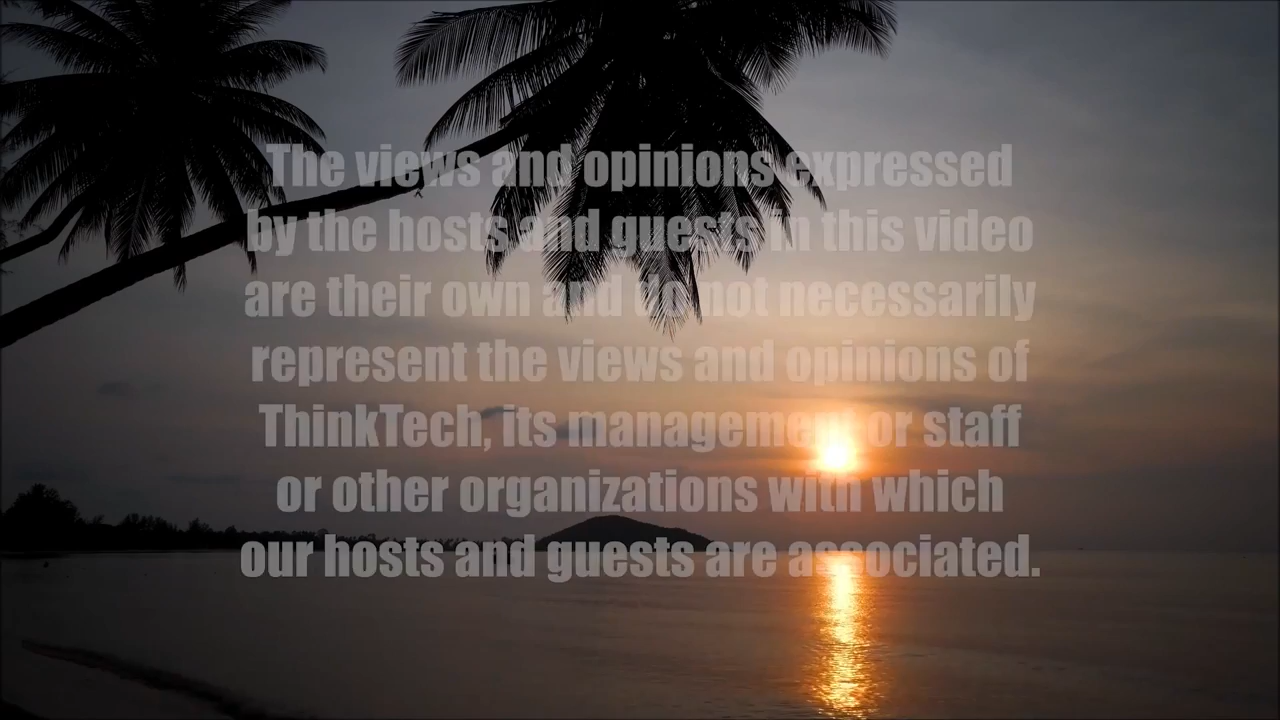 The views and opinions expressed
by the hosts and guests in this video
are their own and do not necessarily
represent the views and opinions of
ThinkTech, its management or staff
or other organizations with which
our hosts and guests are associated.